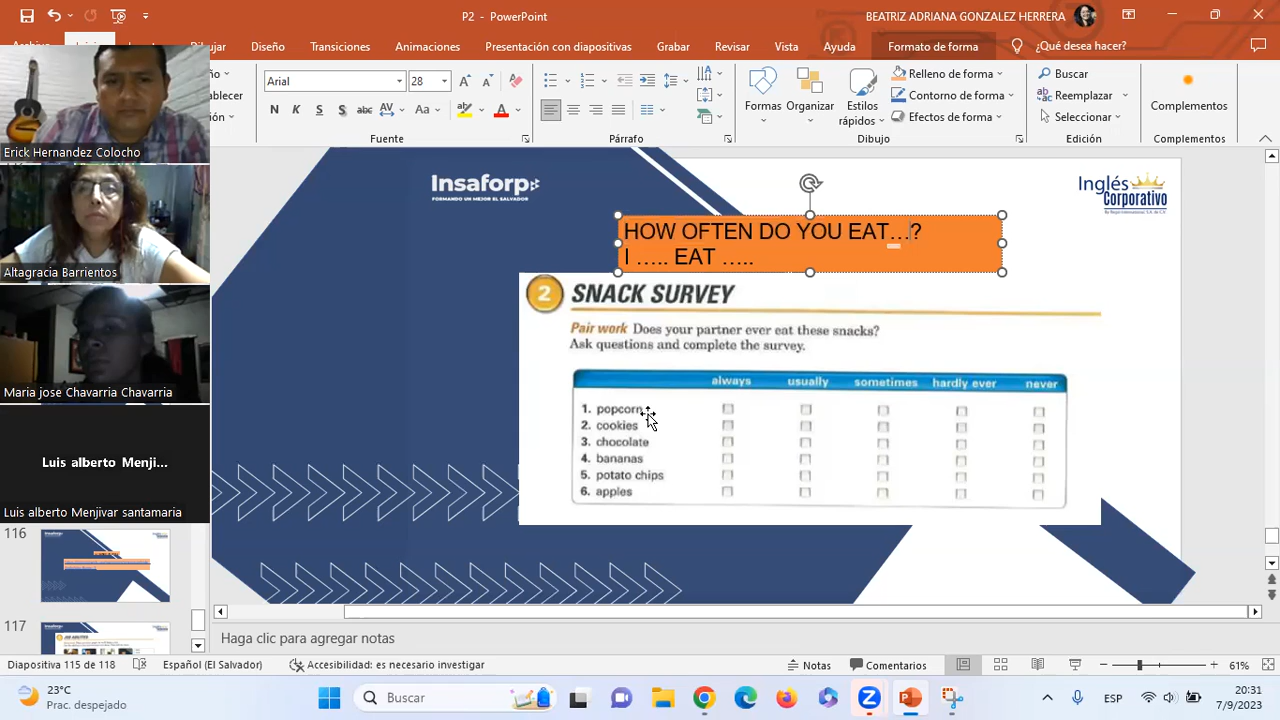 P2 - PowerPoint
BEATRIZ ADRIANA GONZALEZ HERRERA
Dibujar Diseño Transiciones Animaciones Presentación con diapositivas Grabar Revisar Vista Ayuda Formato de forma ¿Qué desea hacer?
Arial 28
N K S S abc AV Aa A
Fuente
Párrafo
Formas Organizar Estilos rápidos
Relleno de forma
Contorno de forma
Efectos de forma
Dibujo
Buscar
Reemplazar
Seleccionar
Edición
Complementos
Complementos
Erick Hernandez Colocho
Altagracia Barrientos
Maria jose Chavarria Chavarria
Luis alberto Menji...
Luis alberto Menjivar santamaria
116
117
Insaforp
FORMANDO UN MEJOR EL SALVADOR
Inglés
Corporativo
HOW OFTEN DO YOU EAT…?
I ….. EAT …..
2 SNACK SURVEY
Pair work Does your partner ever eat these snacks?
Ask questions and complete the survey.
always usually sometimes hardly ever never
1. popcorn
2. cookies
3. chocolate
4. bananas
5. potato chips
6. apples
Haga clic para agregar notas
Diapositiva 115 de 118 Español (El Salvador) Accesibilidad: es necesario investigar Notas Comentarios 61%
23°C
Prac. despejado
Buscar
ESP
20:31
7/9/2023